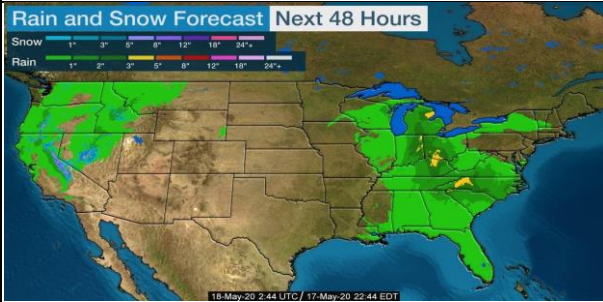 Rain and Snow Forecast Next 48 Hours
Snow 1" 3" 5" 8" 12" 18" 24"+
Rain 1" 2" 3" 5" 8" 12" 18" 24"+
18-May-20 2:44 UTC / 17-May-20 22:44 EDT